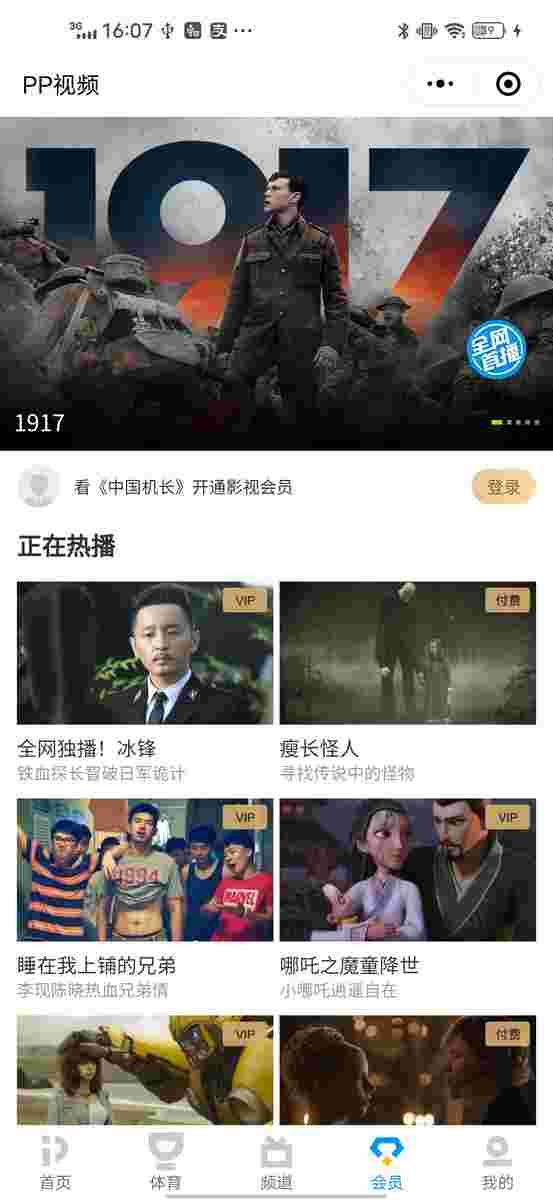 3G 16:07
PP视频
1917
全网
首播
1917
看《中国机长》开通影视会员
登录
正在热播
VIP
付费
全网独播！冰锋
铁血探长智破日军诡计
瘦长怪人
寻找传说中的怪物
VIP
VIP
1994
MARVEL
睡在我上铺的兄弟
李现陈晓热血兄弟情
哪吒之魔童降世
小哪吒逍遥自在
VIP
付费
首页
体育
频道
会员
我的